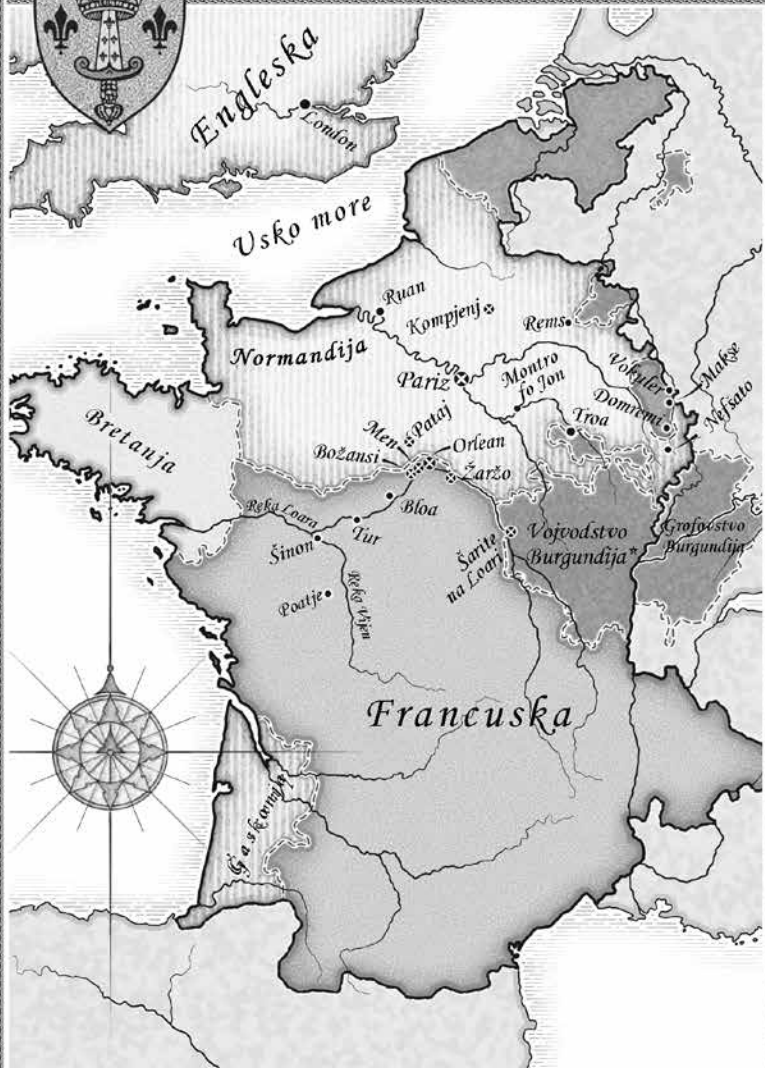 Engleska
London
Usko more
Ruan
Kompjenj
Rems
Normandija
Pariz
Montro
fo Jon
Vokuler
Makse
Domremi
Nefsato
Troa
Bretanja
Men
Pataj
Božansi
Orlean
Žaržo
Bloa
Reka Loara
Tur
Šinon
Šarite
na Loari
Vojvodstvo
Burgundija*
Grofovstvo
Burgundija
Poatje
Reka Vijen
Francuska
Gaskonija